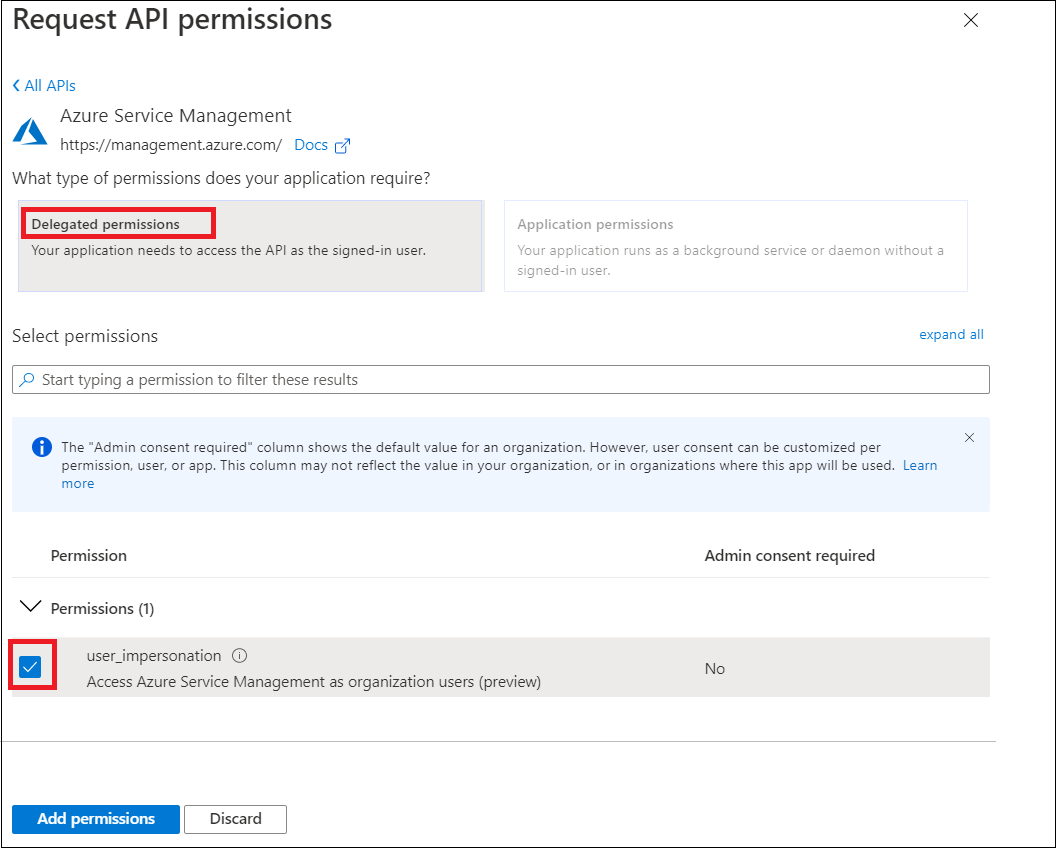 Request API permissions
All APIs
Azure Service Management
https://management.azure.com/ Docs
What type of permissions does your application require?
Delegated permissions
Your application needs to access the API as the signed-in user.
Application permissions
Your application runs as a background service or daemon without a
signed-in user.
Select permissions
expand all
Start typing a permission to filter these results
The "Admin consent required" column shows the default value for an organization. However, user consent can be customized per
permission, user, or app. This column may not reflect the value in your organization, or in organizations where this app will be used. Learn
more
Permission Admin consent required
Permissions (1)
user_impersonation
Access Azure Service Management as organization users (preview)
No
Add permissions Discard